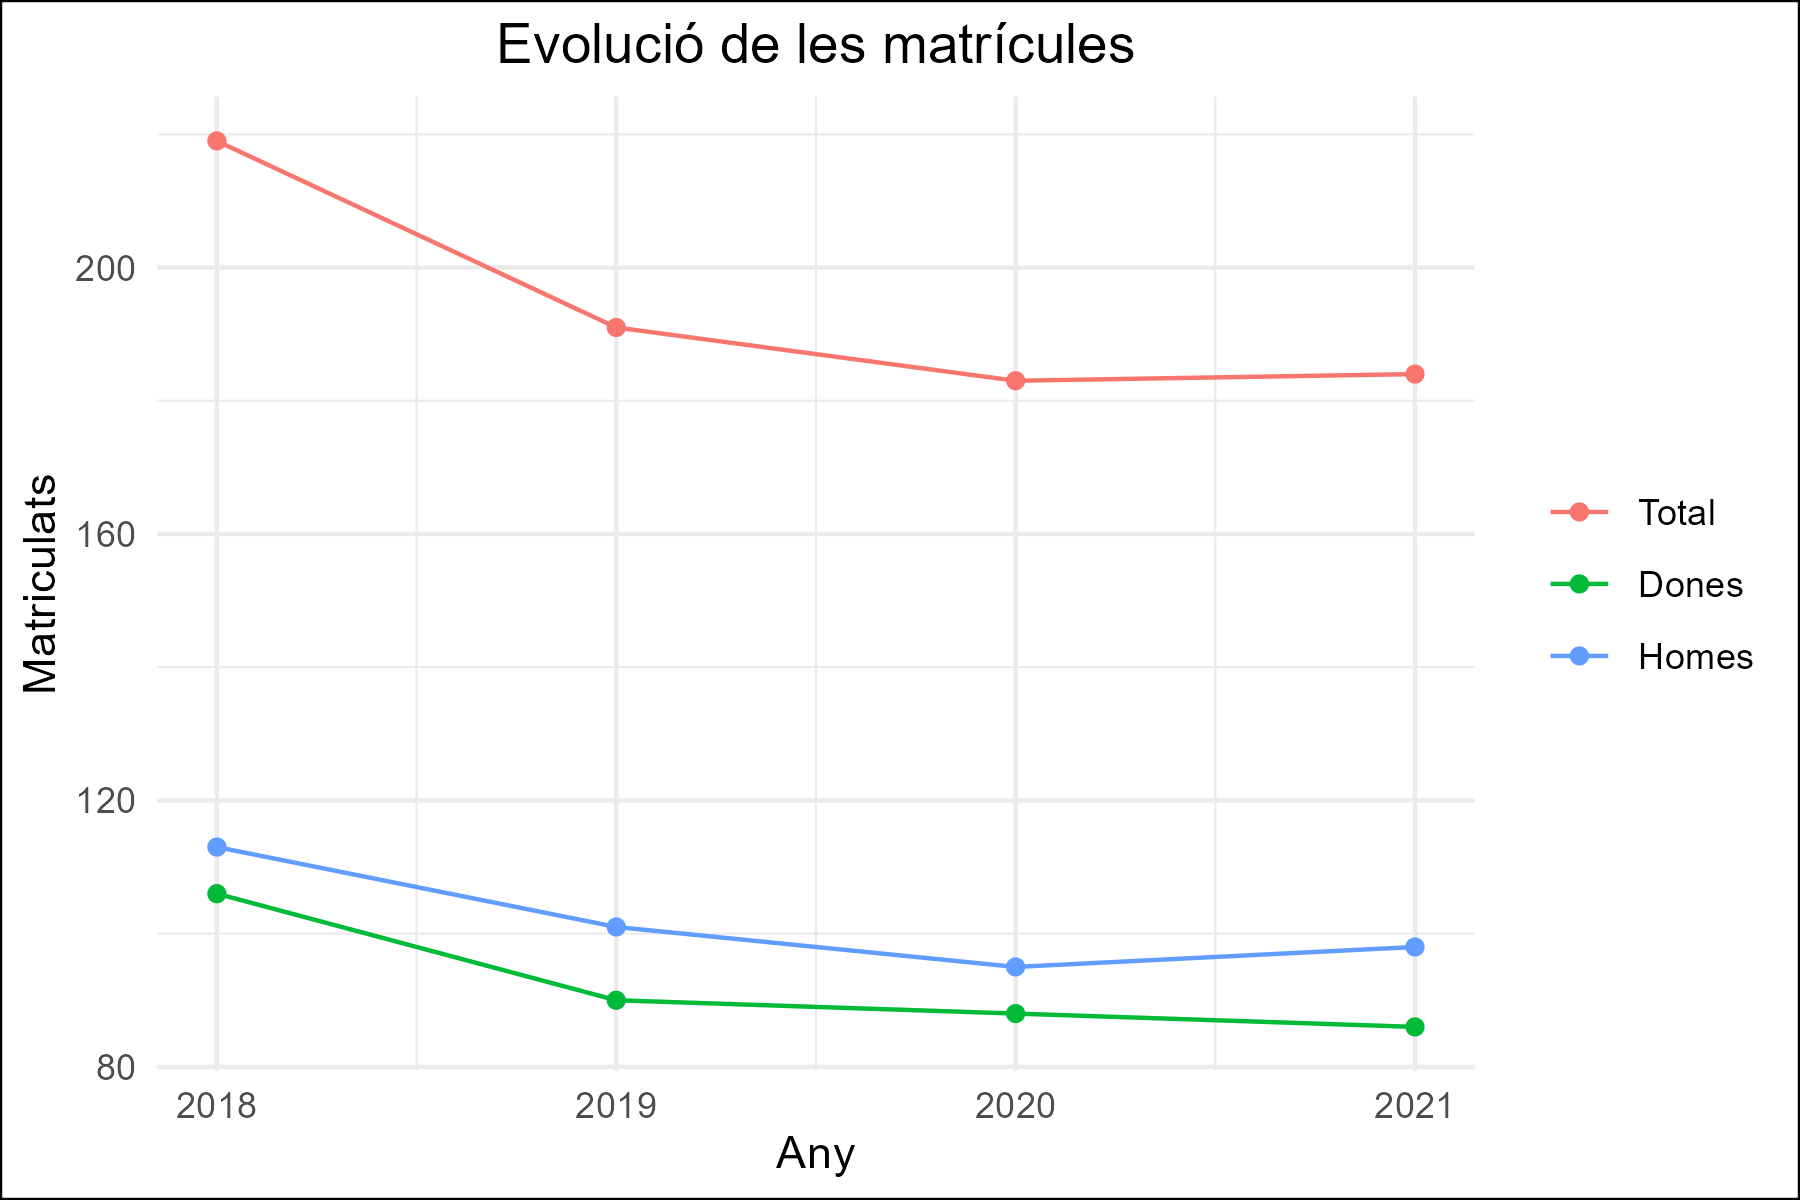 Evolució de les matrícules
Matriculats
200
160
120
80
2018
2019
2020
2021
Any
Total
Dones
Homes